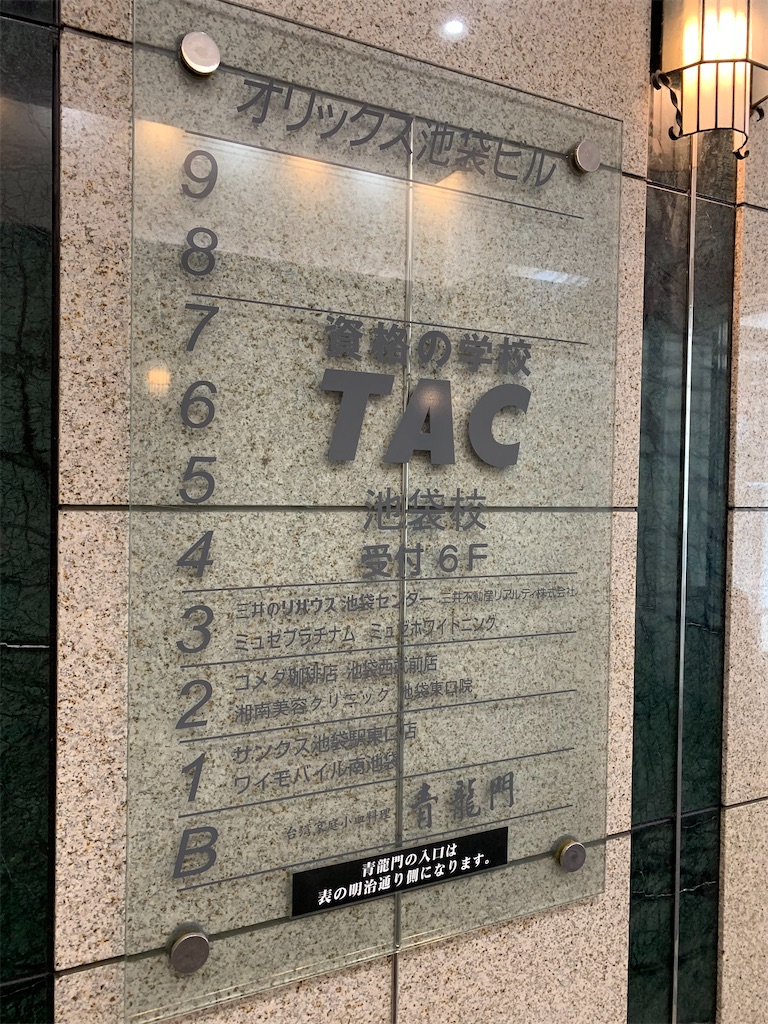 オリックス池袋ビル
9
8
7
資格の学校
6
TAC
5
池袋校
4
受付 6F
3
三井のリハウス 池袋センター 三井不動産リアルティ株式会社
ミュゼプラチナム ミュゼホワイトニング
2
コメダ珈琲店 池袋西武前店
湘南美容クリニック 池袋東口院
1
サンクス池袋駅東口店
ワイモバイル南池袋
B
台湾家庭小皿料理 青龍門
青龍門の入口は
表の明治通り側になります。